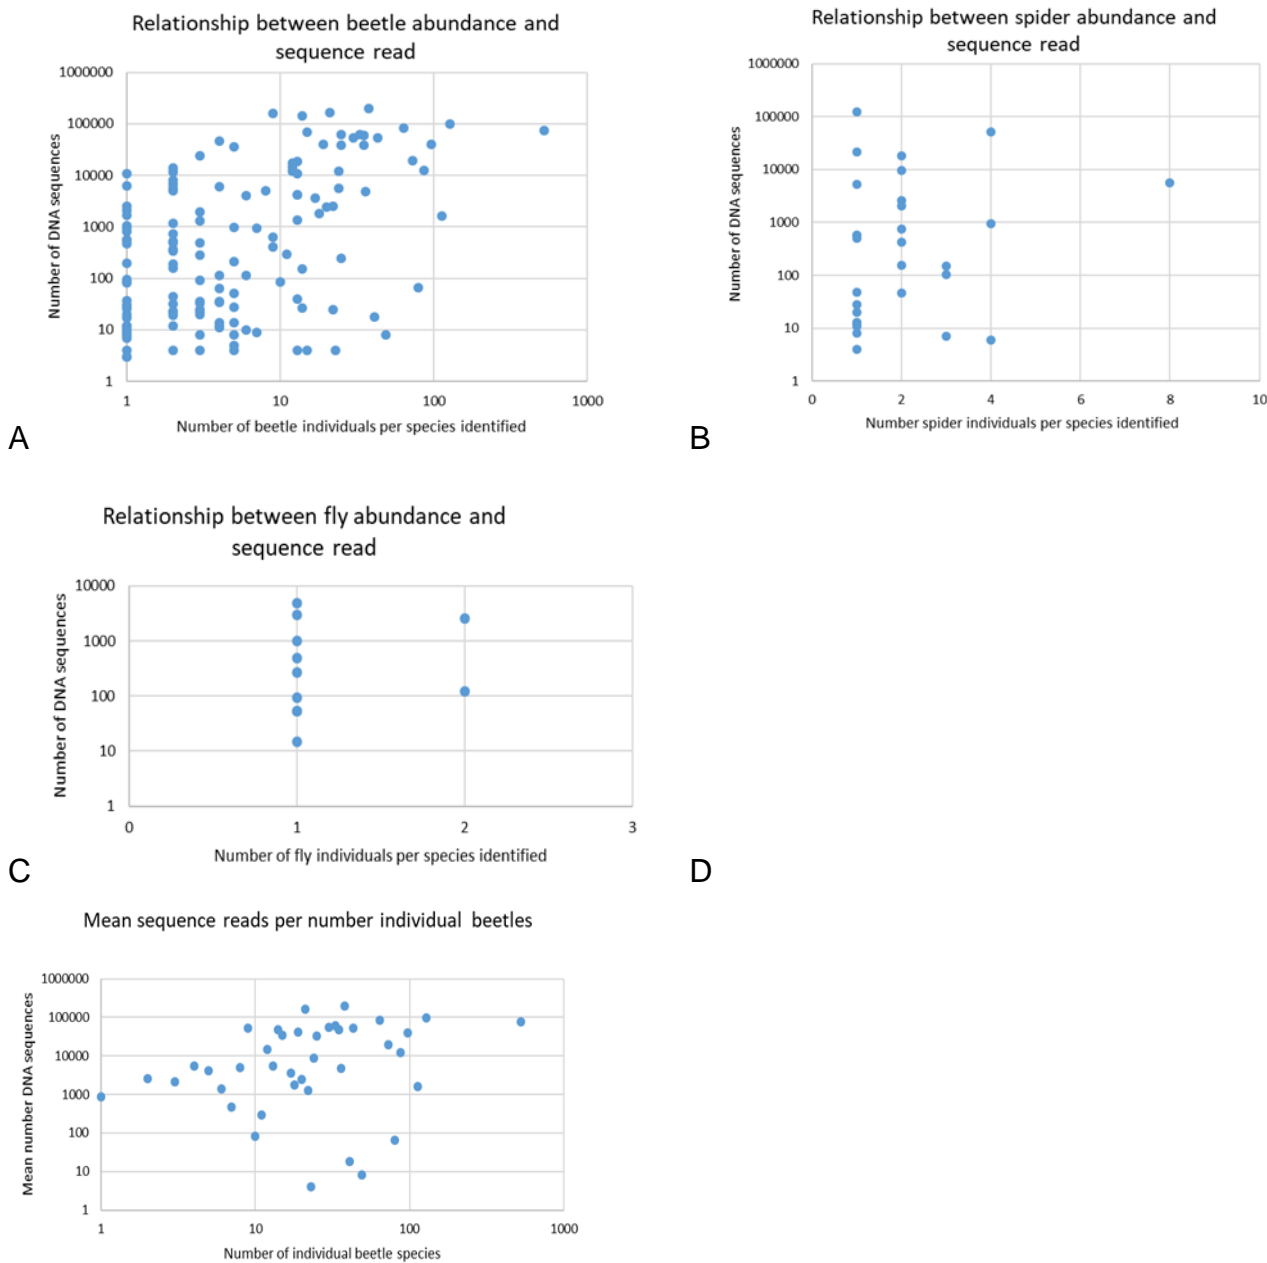 Relationship between beetle abundance and
sequence read
1000000
100000
10000
1000
100
10
1
1 10 100 1000
Number of DNA sequences
Number of beetle individuals per species identified
A
Relationship between spider abundance and
sequence read
1000000
100000
10000
1000
100
10
1
0 2 4 6 8 10
Number of DNA sequences
Number spider individuals per species identified
B
Relationship between fly abundance and
sequence read
10000
1000
100
10
1
0 1 2 3
Number of DNA sequences
Number of fly individuals per species identified
C
D
Mean sequence reads per number individual beetles
1000000
100000
10000
1000
100
10
1
1 10 100 1000
Mean number DNA sequences
Number of individual beetle species